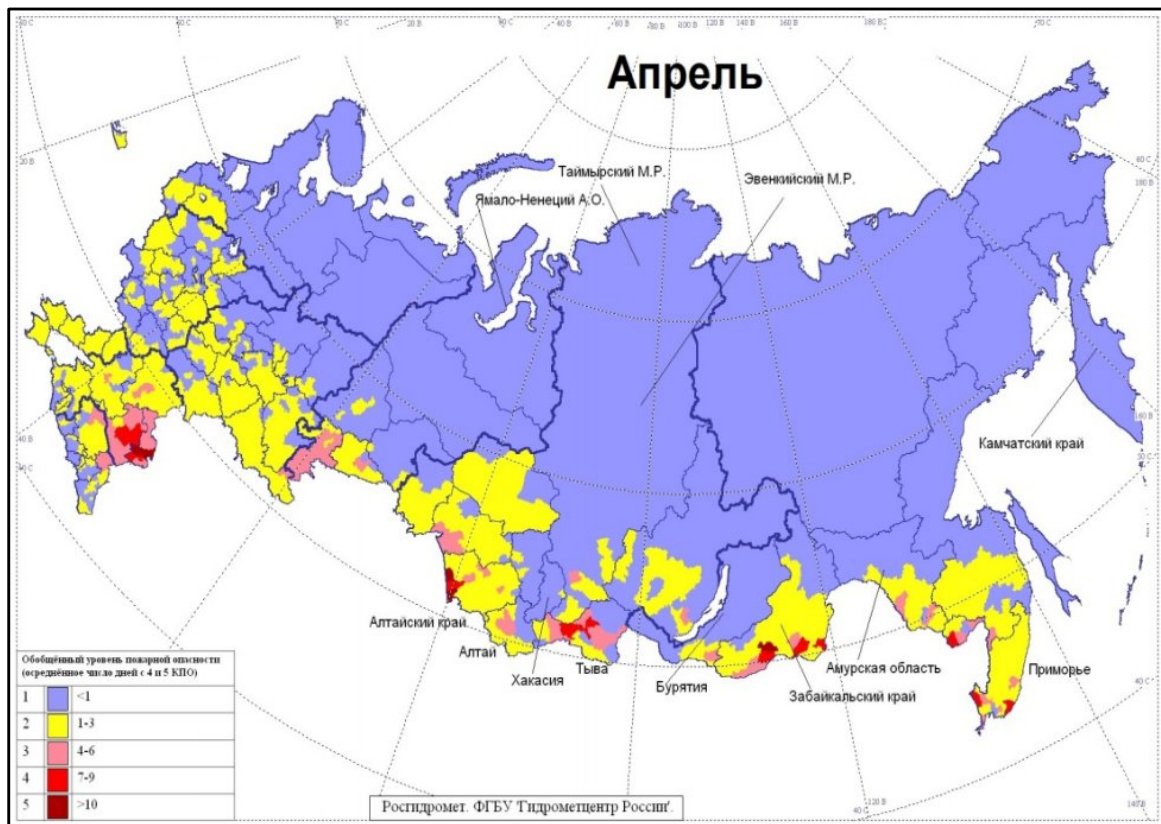 Апрель
Таймырский М.Р.
Эвенкийский М.Р.
Ямало-Ненеций А.О.
Камчатский край
Алтайский край
Алтай
Хакасия
Тыва
Бурятия
Забайкальский край
Амурская область
Приморье
Обобщённый уровень пожарной опасности
(осреднённое число дней с 4 и 5 КПО)
1 <1
2 1-3
3 4-6
4 7-9
5 >10
Росгидромет. ФГБУ 'Гидрометцентр России'.